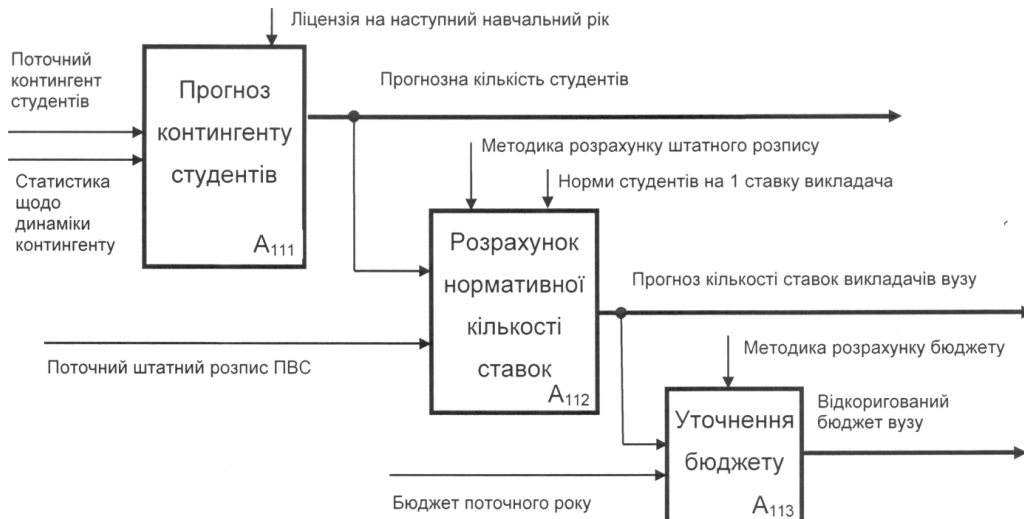 Ліцензія на наступний навчальний рік
Поточний
контингент
студентів
Прогноз
контингенту
студентів
A111
Прогнозна кількість студентів
Статистика
щодо
динаміки
контингенту
Методика розрахунку штатного розпису
Норми студентів на 1 ставку викладача
Розрахунок
нормативної
кількості
ставок
A112
Прогноз кількості ставок викладачів вузу
Поточний штатний розпис ПВС
Методика розрахунку бюджету
Уточнення
бюджету
A113
Відкоригований
бюджет вузу
Бюджет поточного року